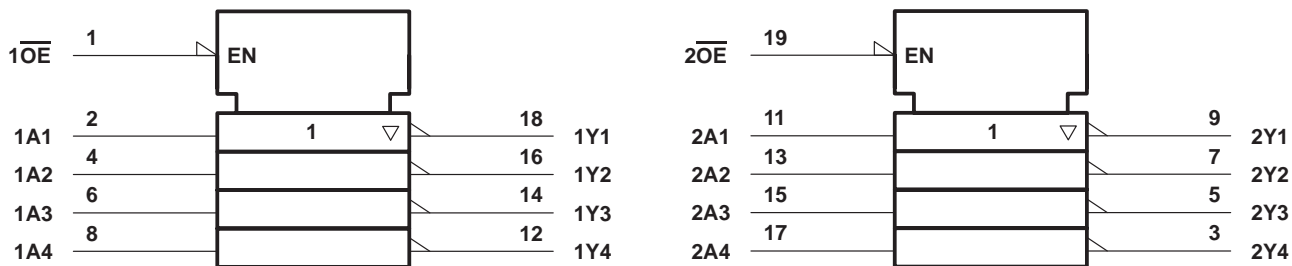 1 19
1O̅E̅ EN 2O̅E̅ EN
2 1 18 11 1 9
1A1 1Y1 2A1 2Y1
4 16 13 7
1A2 1Y2 2A2 2Y2
6 14 15 5
1A3 1Y3 2A3 2Y3
8 12 17 3
1A4 1Y4 2A4 2Y4